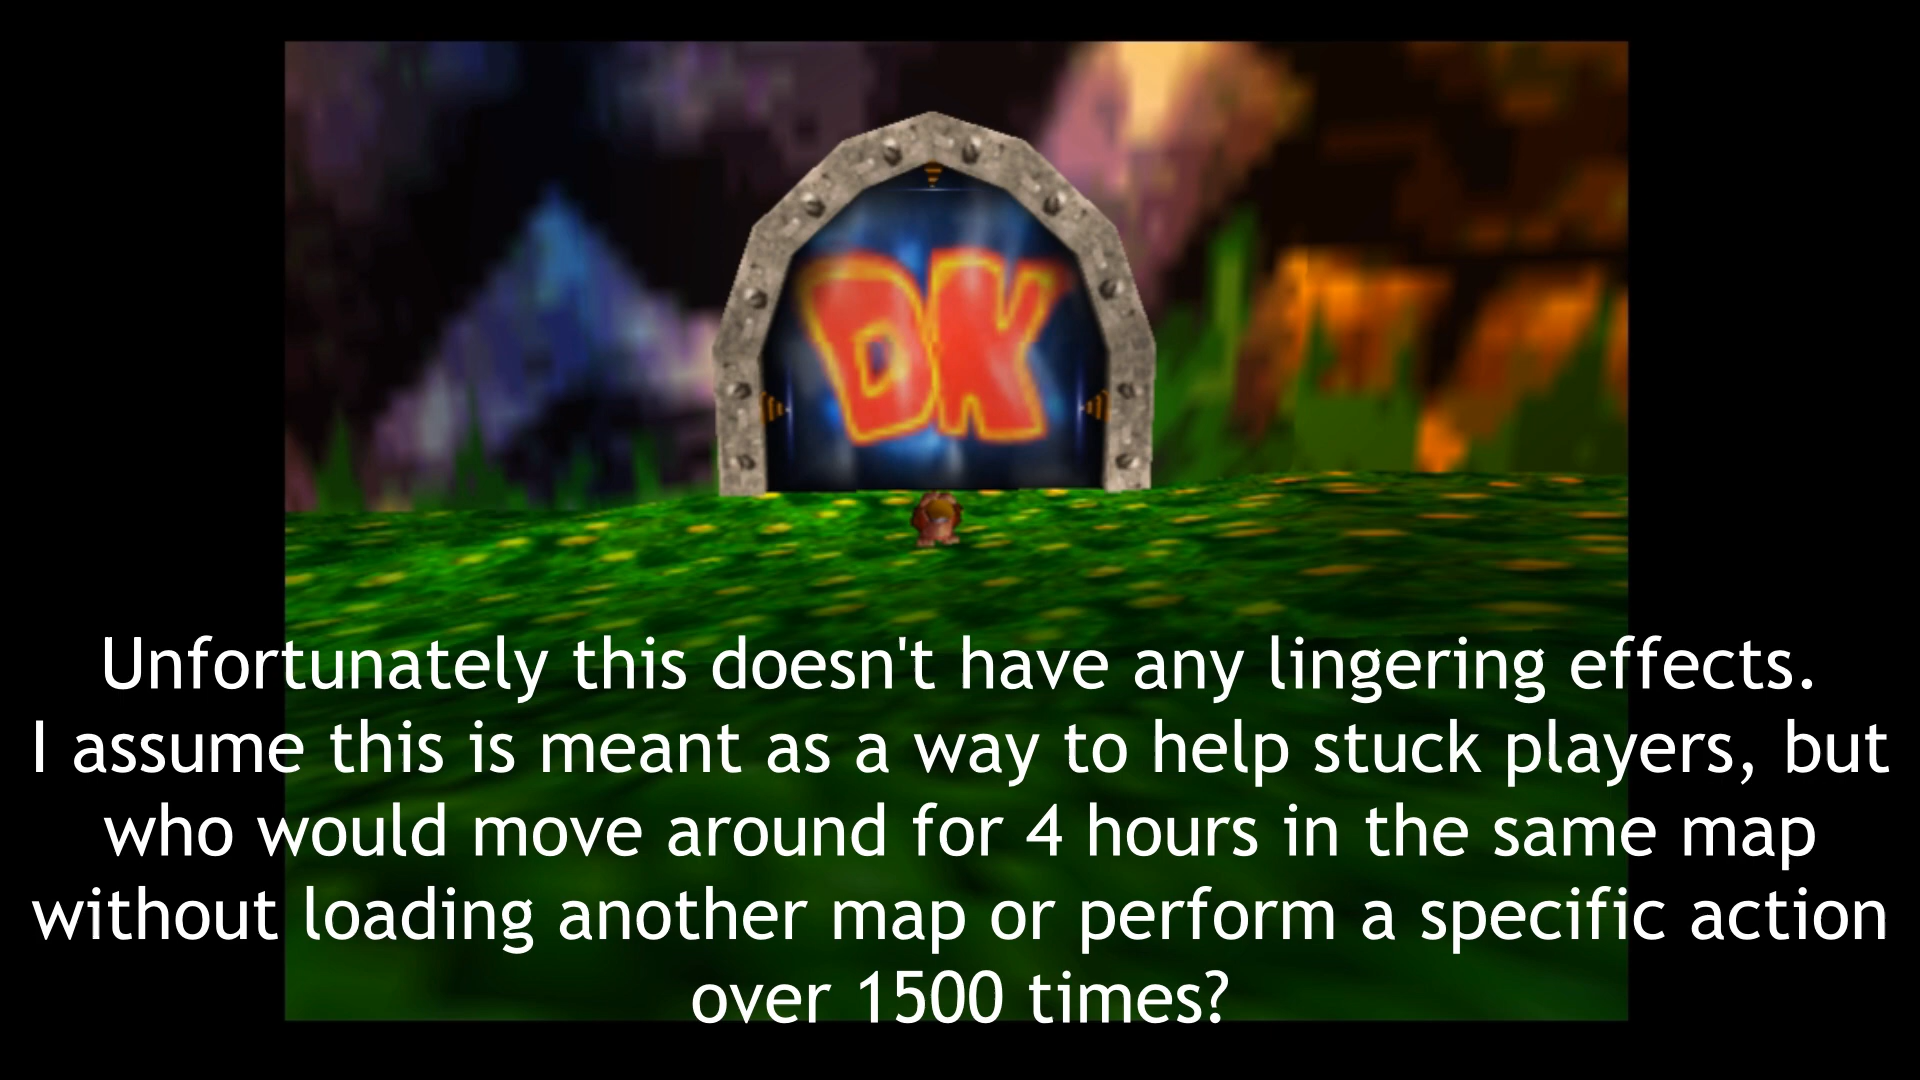 DK
Unfortunately this doesn't have any lingering effects.
I assume this is meant as a way to help stuck players, but
who would move around for 4 hours in the same map
without loading another map or perform a specific action
over 1500 times?